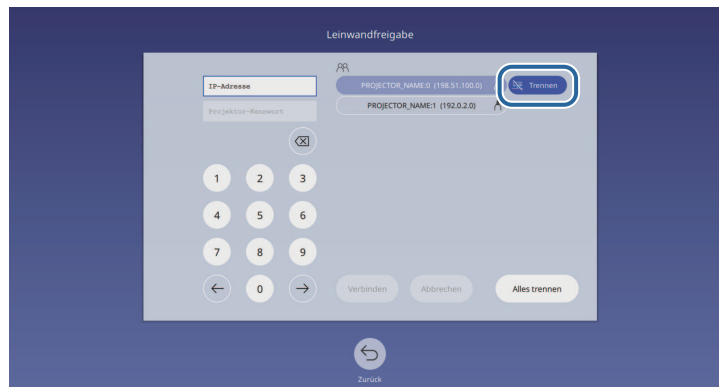 Leinwandfreigabe
IP-Adresse
Projektor-Kennwort
PROJECTOR_NAME:0 (198.51.100.0)
Trennen
PROJECTOR_NAME:1 (192.0.2.0)
1 2 3
4 5 6
7 8 9
0
Verbinden
Abbrechen
Alles trennen
Zurück